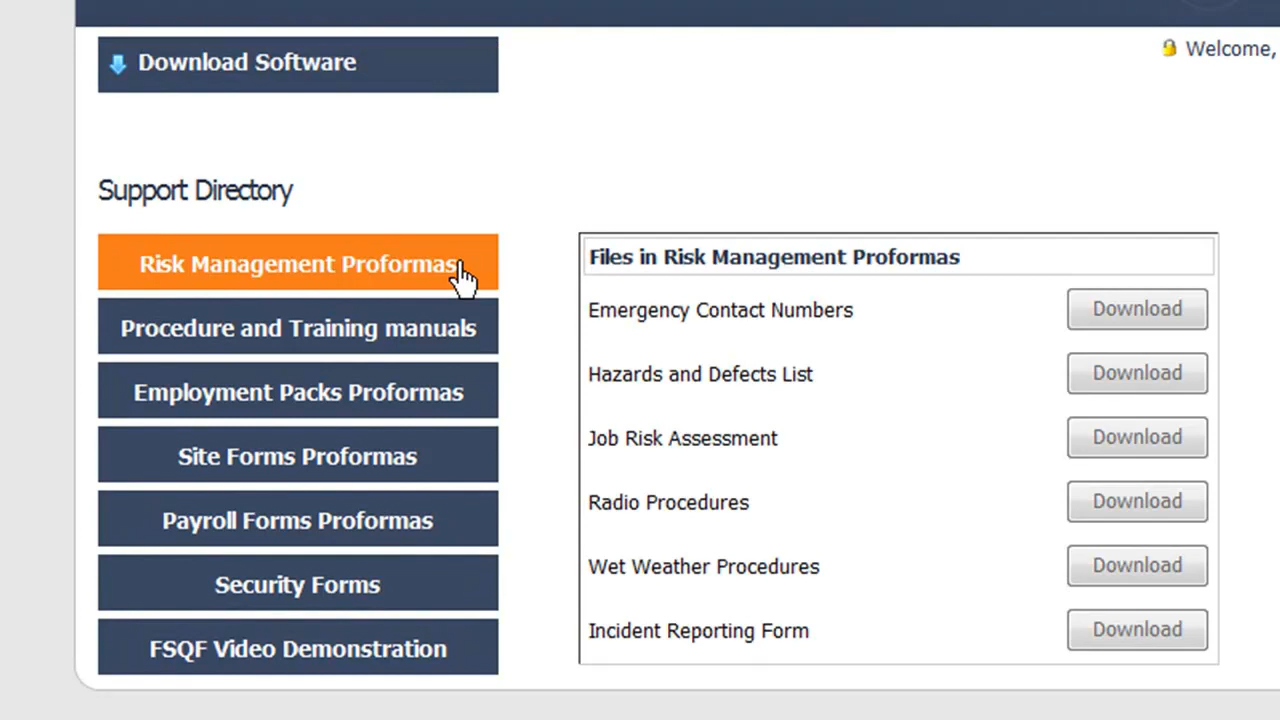 Download Software
Welcome,
Support Directory
Risk Management Proformas
Procedure and Training manuals
Employment Packs Proformas
Site Forms Proformas
Payroll Forms Proformas
Security Forms
FSQF Video Demonstration
Files in Risk Management Proformas
Emergency Contact Numbers Download
Hazards and Defects List Download
Job Risk Assessment Download
Radio Procedures Download
Wet Weather Procedures Download
Incident Reporting Form Download